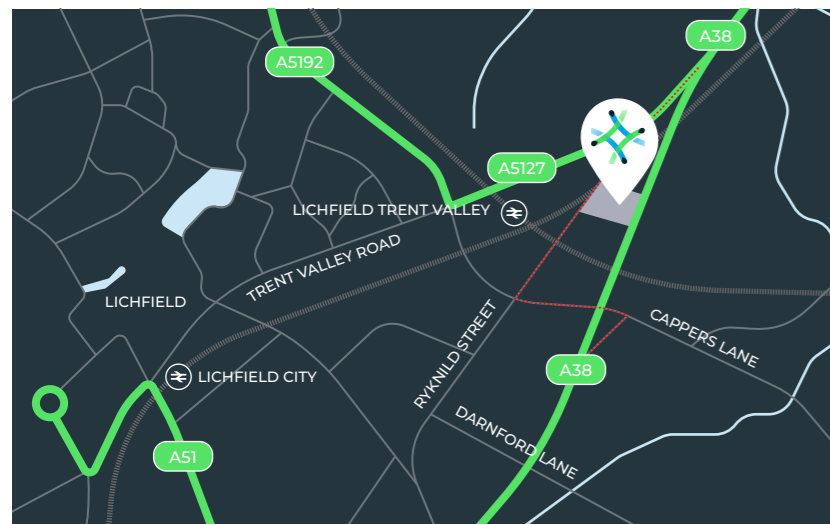 A38
A5192
A5127
LICHFIELD TRENT VALLEY
TRENT VALLEY ROAD
LICHFIELD
CAPPERS LANE
RYKNILD STREET
LICHFIELD CITY
A38
DARNFORD LANE
A51